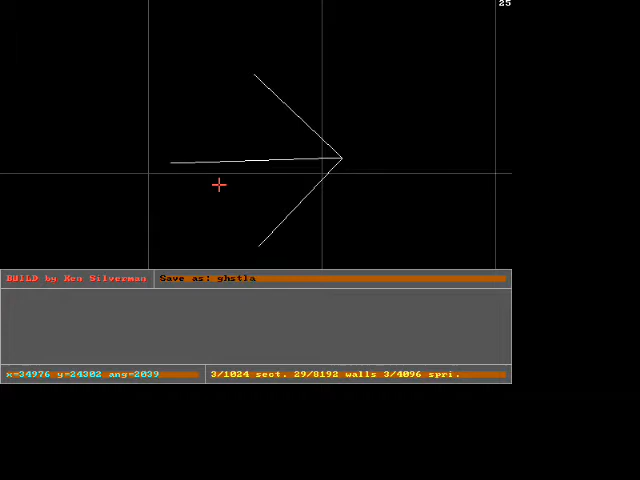 25
BUILD by Ken Silverman Save as: ghstla
x=34976 y=24302 ang=2039 3/1024 sect. 29/8192 walls 3/4096 spri.